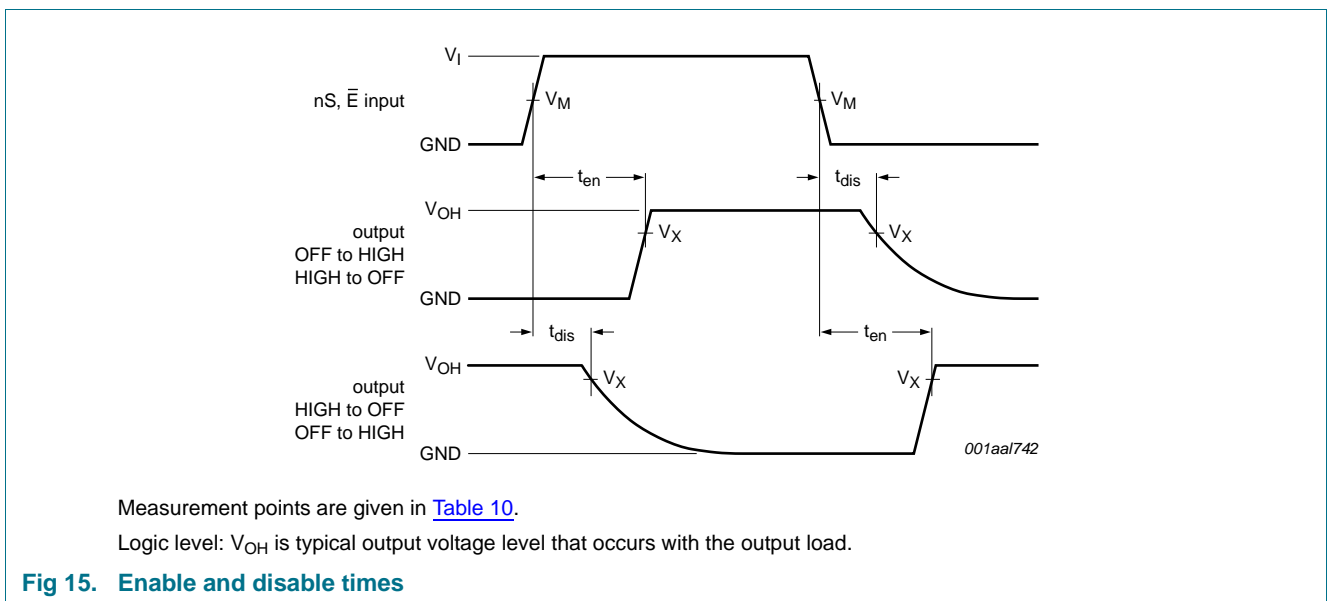 V_I
nS, E̅ input
V_M
V_M
GND
t_en
t_dis
V_OH
output
OFF to HIGH
HIGH to OFF
V_X
V_X
GND
t_dis
t_en
V_OH
output
HIGH to OFF
OFF to HIGH
V_X
V_X
GND
001aal742
Measurement points are given in Table 10.
Logic level: V_OH is typical output voltage level that occurs with the output load.
Fig 15. Enable and disable times